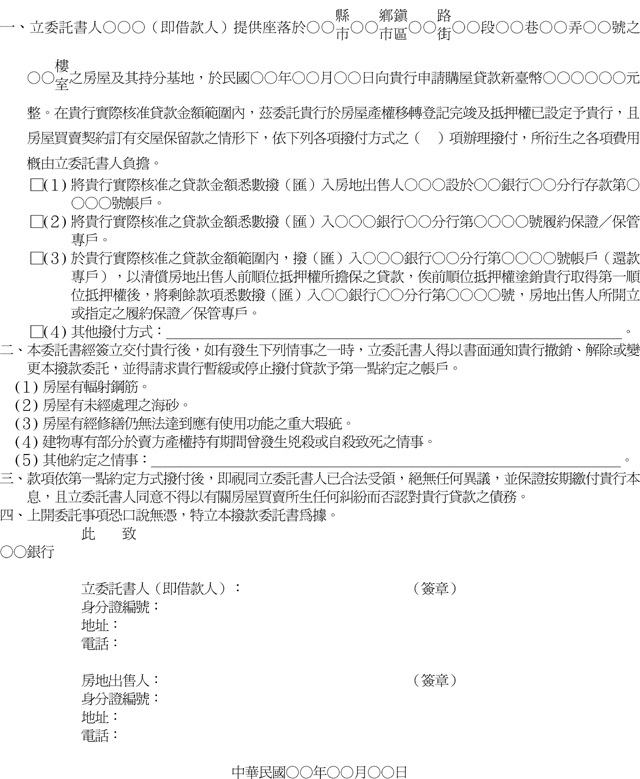 一、立委託書人○○○（即借款人）提供座落於○○縣市○○鄉鎮市區○○路街○○段○○巷○○弄○○號之
○○樓室之房屋及其持分基地，於民國○○年○○月○○日向貴行申請購屋貸款新臺幣○○○○○○元
整。在貴行實際核准貸款金額範圍內，茲委託貴行於房屋產權移轉登記完竣及抵押權已設定予貴行，且
房屋買賣契約訂有交屋保留款之情形下，依下列各項撥付方式之（　）項辦理撥付，所衍生之各項費用
概由立委託書人負擔。
□(1) 將貴行實際核准之貸款金額悉數撥（匯）入房地出售人○○○設於○○銀行○○分行存款第○
○○○號帳戶。
□(2) 將貴行實際核准之貸款金額悉數撥（匯）入○○○銀行○○分行第○○○○號履約保證／保管
專戶。
□(3) 於貴行實際核准之貸款金額範圍內，撥（匯）入○○○銀行○○分行第○○○○號帳戶（還款
專戶），以清償房地出售人前順位抵押權所擔保之貸款，俟前順位抵押權塗銷貴行取得第一順
位抵押權後，將剩餘款項悉數撥（匯）入○○銀行○○分行第○○○○號，房地出售人所開立
或指定之履約保證／保管專戶。
□(4) 其他撥付方式：＿＿＿＿＿＿＿＿＿＿＿＿＿＿＿＿＿＿＿＿＿＿＿＿＿＿＿＿。
二、本委託書經簽立交付貴行後，如有發生下列情事之一時，立委託書人得以書面通知貴行撤銷、解除或變
更本撥款委託，並得請求貴行暫緩或停止撥付貸款予第一點約定之帳戶。
(1) 房屋有輻射鋼筋。
(2) 房屋有未經處理之海砂。
(3) 房屋有經修繕仍無法達到應有使用功能之重大瑕疵。
(4) 建物專有部分於賣方產權持有期間曾發生兇殺或自殺致死之情事。
(5) 其他約定之情事：＿＿＿＿＿＿＿＿＿＿＿＿＿＿＿＿＿＿＿＿＿＿＿＿＿＿＿＿。
三、款項依第一點約定方式撥付後，即視同立委託書人已合法受領，絕無任何異議，並保證按期繳付貴行本
息，且立委託書人同意不得以有關房屋買賣所生任何糾紛而否認對貴行貸款之債務。
四、上開委託事項恐口說無憑，特立本撥款委託書為據。
此　致
○○銀行
立委託書人（即借款人）：　（簽章）
身分證編號：
地址：
電話：
房地出售人：　（簽章）
身分證編號：
地址：
電話：
中華民國○○年○○月○○日